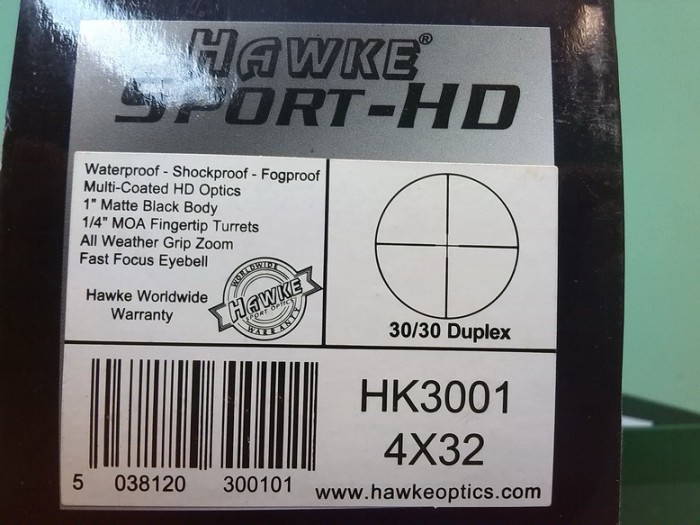 HAWKE®
SPORT-HD
Waterproof - Shockproof - Fogproof
Multi-Coated HD Optics
1" Matte Black Body
1/4" MOA Fingertip Turrets
All Weather Grip Zoom
Fast Focus Eyebell
Hawke Worldwide
Warranty
WORLDWIDE
HAWKE
SPORT OPTICS
WARRANTY
30/30 Duplex
HK3001
4X32
5 038120 300101
www.hawkeoptics.com